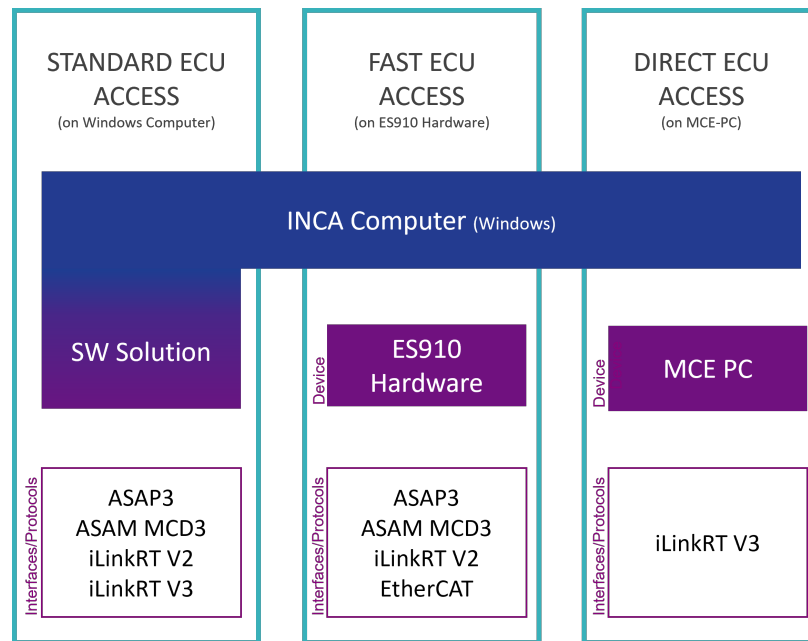 STANDARD ECU
ACCESS
(on Windows Computer)
FAST ECU
ACCESS
(on ES910 Hardware)
DIRECT ECU
ACCESS
(on MCE-PC)
INCA Computer (Windows)
SW Solution
Device
ES910
Hardware
Device
MCE PC
Interfaces/Protocols
ASAP3
ASAM MCD3
iLinkRT V2
iLinkRT V3
Interfaces/Protocols
ASAP3
ASAM MCD3
iLinkRT V2
EtherCAT
Interfaces/Protocols
iLinkRT V3